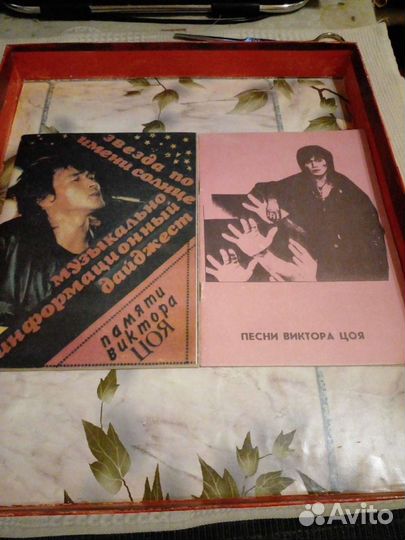 звезда по
имени солнце
музыкально
информационный
дайджест
памяти
виктора
ЦОЯ
ПЕСНИ ВИКТОРА ЦОЯ
Avito